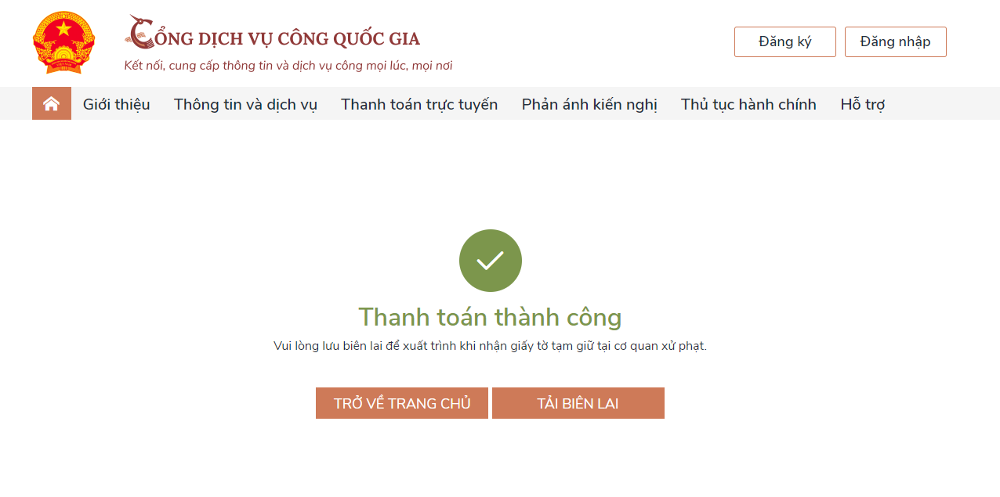 CỔNG DỊCH VỤ CÔNG QUỐC GIA
Kết nối, cung cấp thông tin và dịch vụ công mọi lúc, mọi nơi
Đăng ký
Đăng nhập
Giới thiệu
Thông tin và dịch vụ
Thanh toán trực tuyến
Phản ánh kiến nghị
Thủ tục hành chính
Hỗ trợ
Thanh toán thành công
Vui lòng lưu biên lai để xuất trình khi nhận giấy tờ tạm giữ tại cơ quan xử phạt.
TRỞ VỀ TRANG CHỦ
TẢI BIÊN LAI